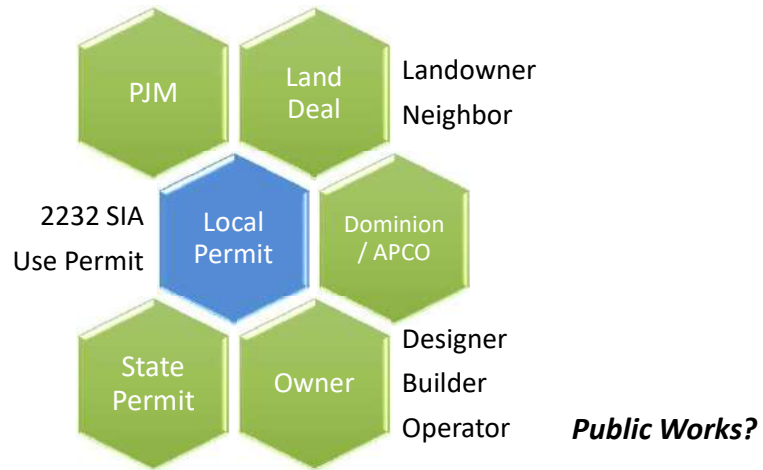 PJM
Land
Deal
Landowner
Neighbor
2232 SIA
Use Permit
Local
Permit
Dominion
/ APCO
State
Permit
Owner
Designer
Builder
Operator
Public Works?